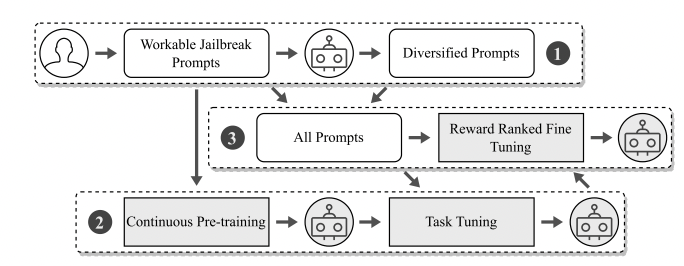 Workable Jailbreak
Prompts
Diversified Prompts
1
3
All Prompts
Reward Ranked Fine
Tuning
2
Continuous Pre-training
Task Tuning